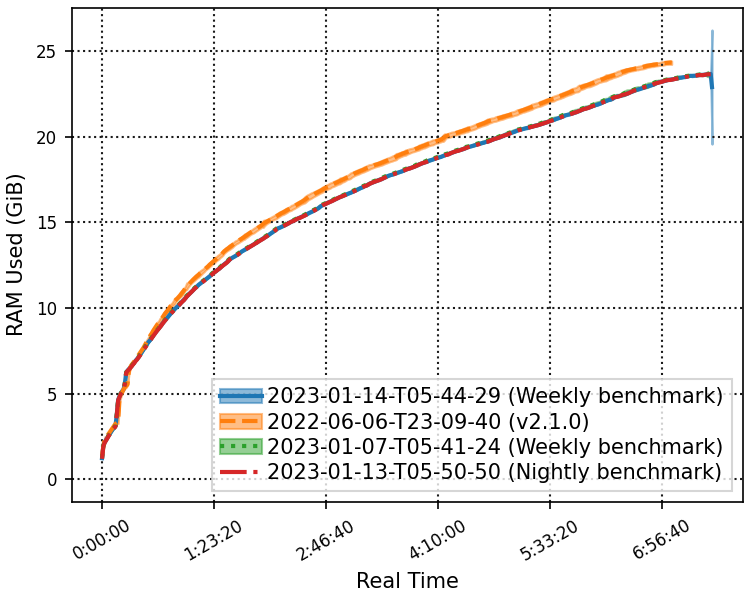 25
20
15
10
5
0
RAM Used (GiB)
2023-01-14-T05-44-29 (Weekly benchmark)
2022-06-06-T23-09-40 (v2.1.0)
2023-01-07-T05-41-24 (Weekly benchmark)
2023-01-13-T05-50-50 (Nightly benchmark)
0:00:00
1:23:20
2:46:40
4:10:00
5:33:20
6:56:40
Real Time